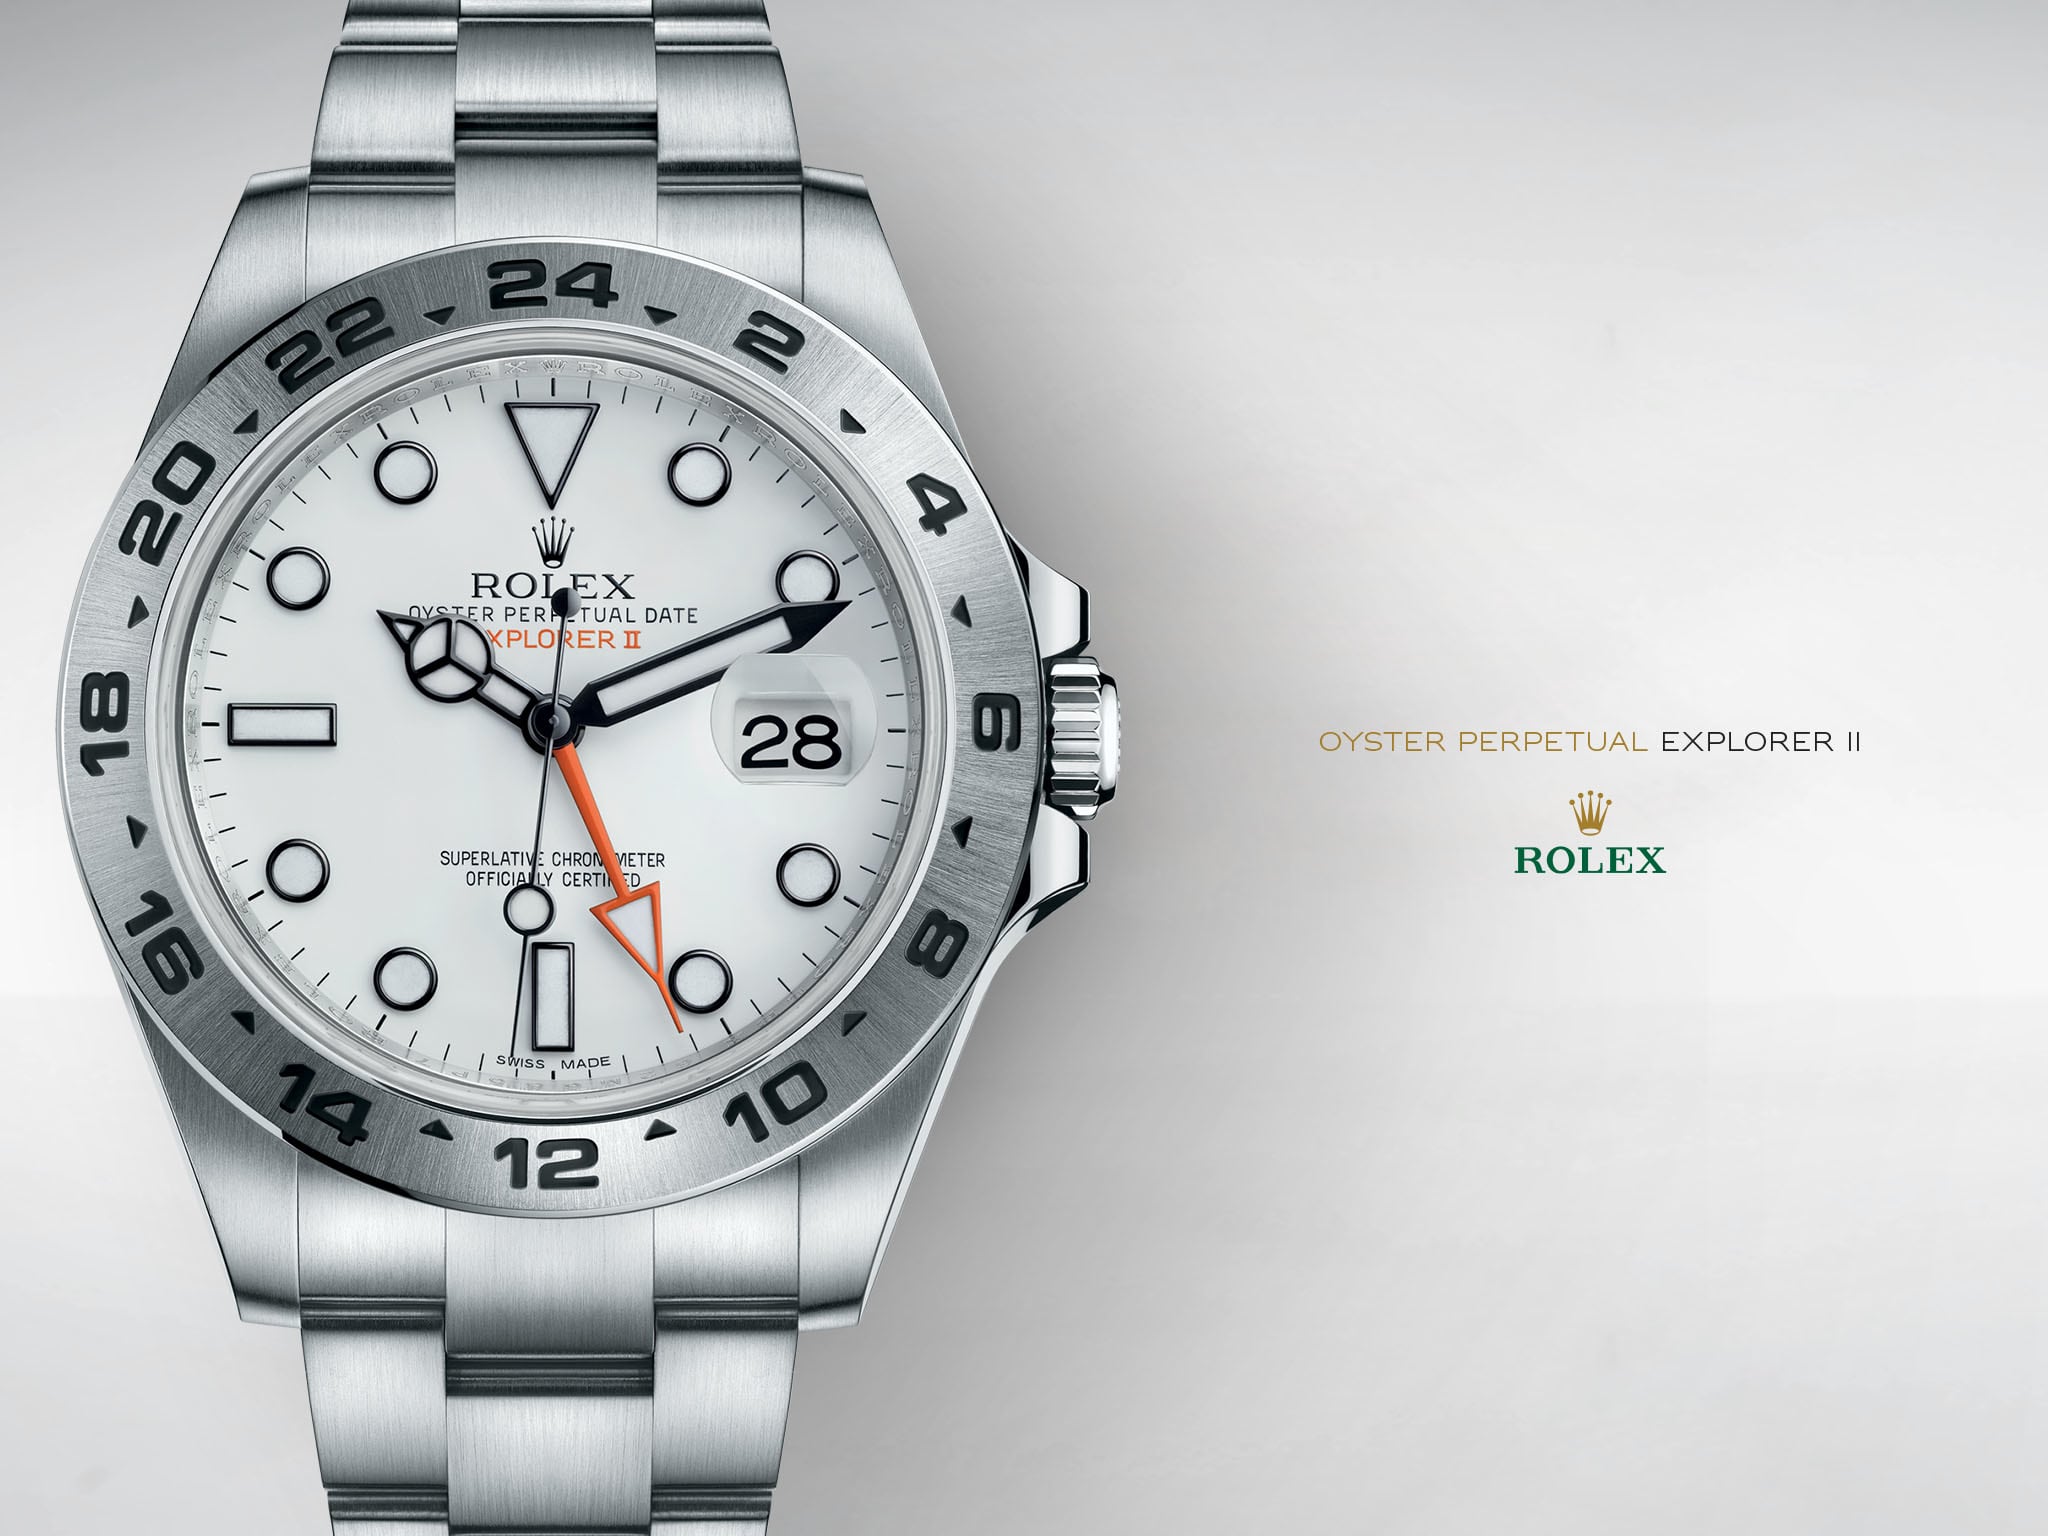 24
2
4
6
8
10
12
14
16
18
20
22
ROLEX
OYSTER PERPETUAL DATE
EXPLORER II
28
SUPERLATIVE CHRONOMETER
OFFICIALLY CERTIFIED
SWISS MADE
OYSTER PERPETUAL EXPLORER II
ROLEX